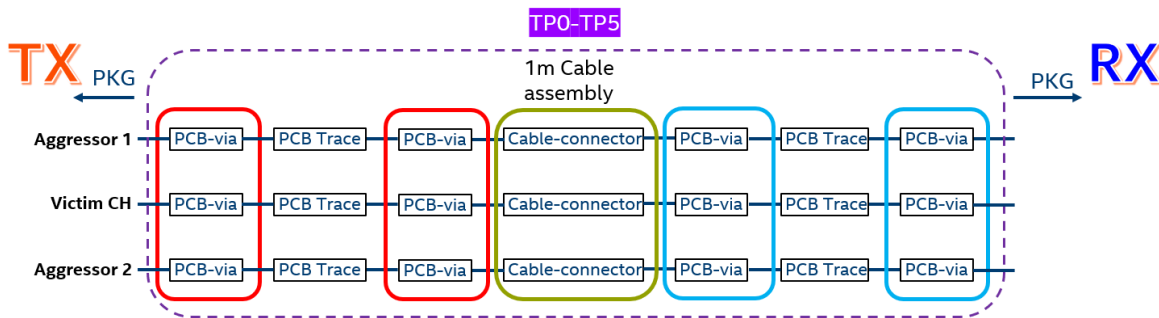 TP0-TP5
TX
RX
PKG
1m Cable
assembly
PKG
Aggressor 1 PCB-via PCB Trace PCB-via Cable-connector PCB-via PCB Trace PCB-via
Victim CH PCB-via PCB Trace PCB-via Cable-connector PCB-via PCB Trace PCB-via
Aggressor 2 PCB-via PCB Trace PCB-via Cable-connector PCB-via PCB Trace PCB-via